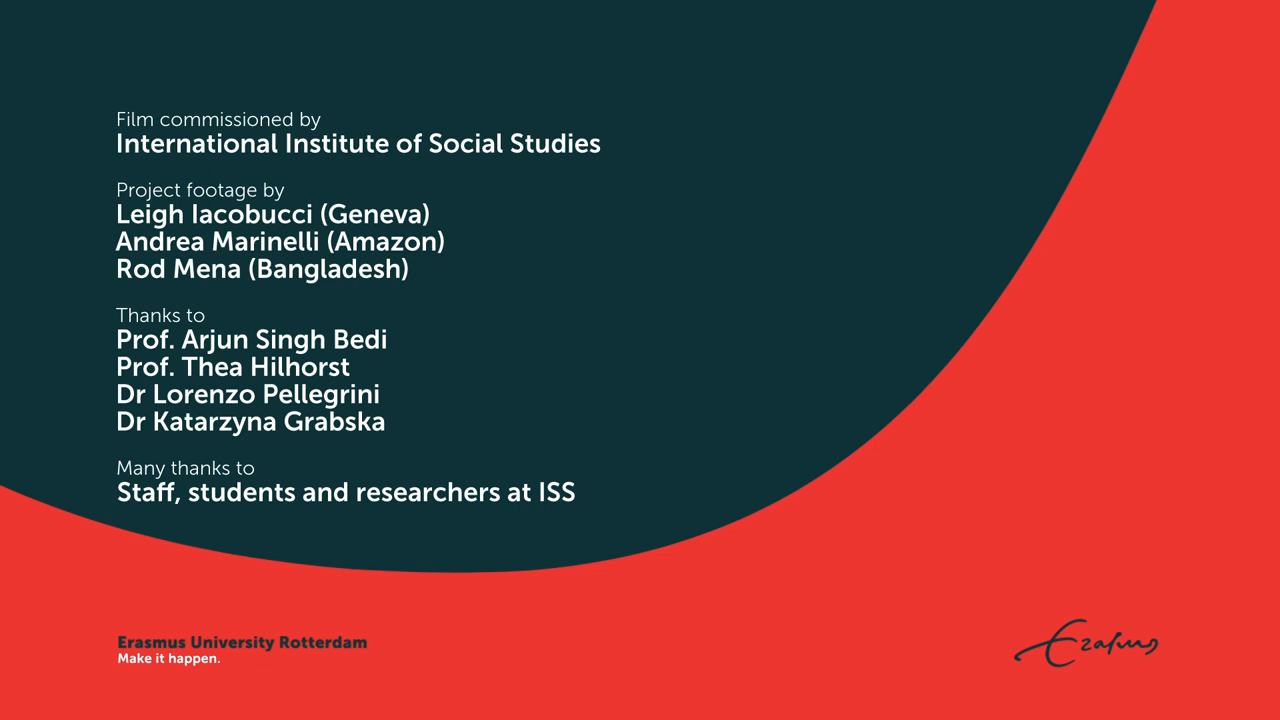 Film commissioned by
International Institute of Social Studies
Project footage by
Leigh Iacobucci (Geneva)
Andrea Marinelli (Amazon)
Rod Mena (Bangladesh)
Thanks to
Prof. Arjun Singh Bedi
Prof. Thea Hilhorst
Dr Lorenzo Pellegrini
Dr Katarzyna Grabska
Many thanks to
Staff, students and researchers at ISS
Erasmus University Rotterdam
Make it happen.
Erasmus